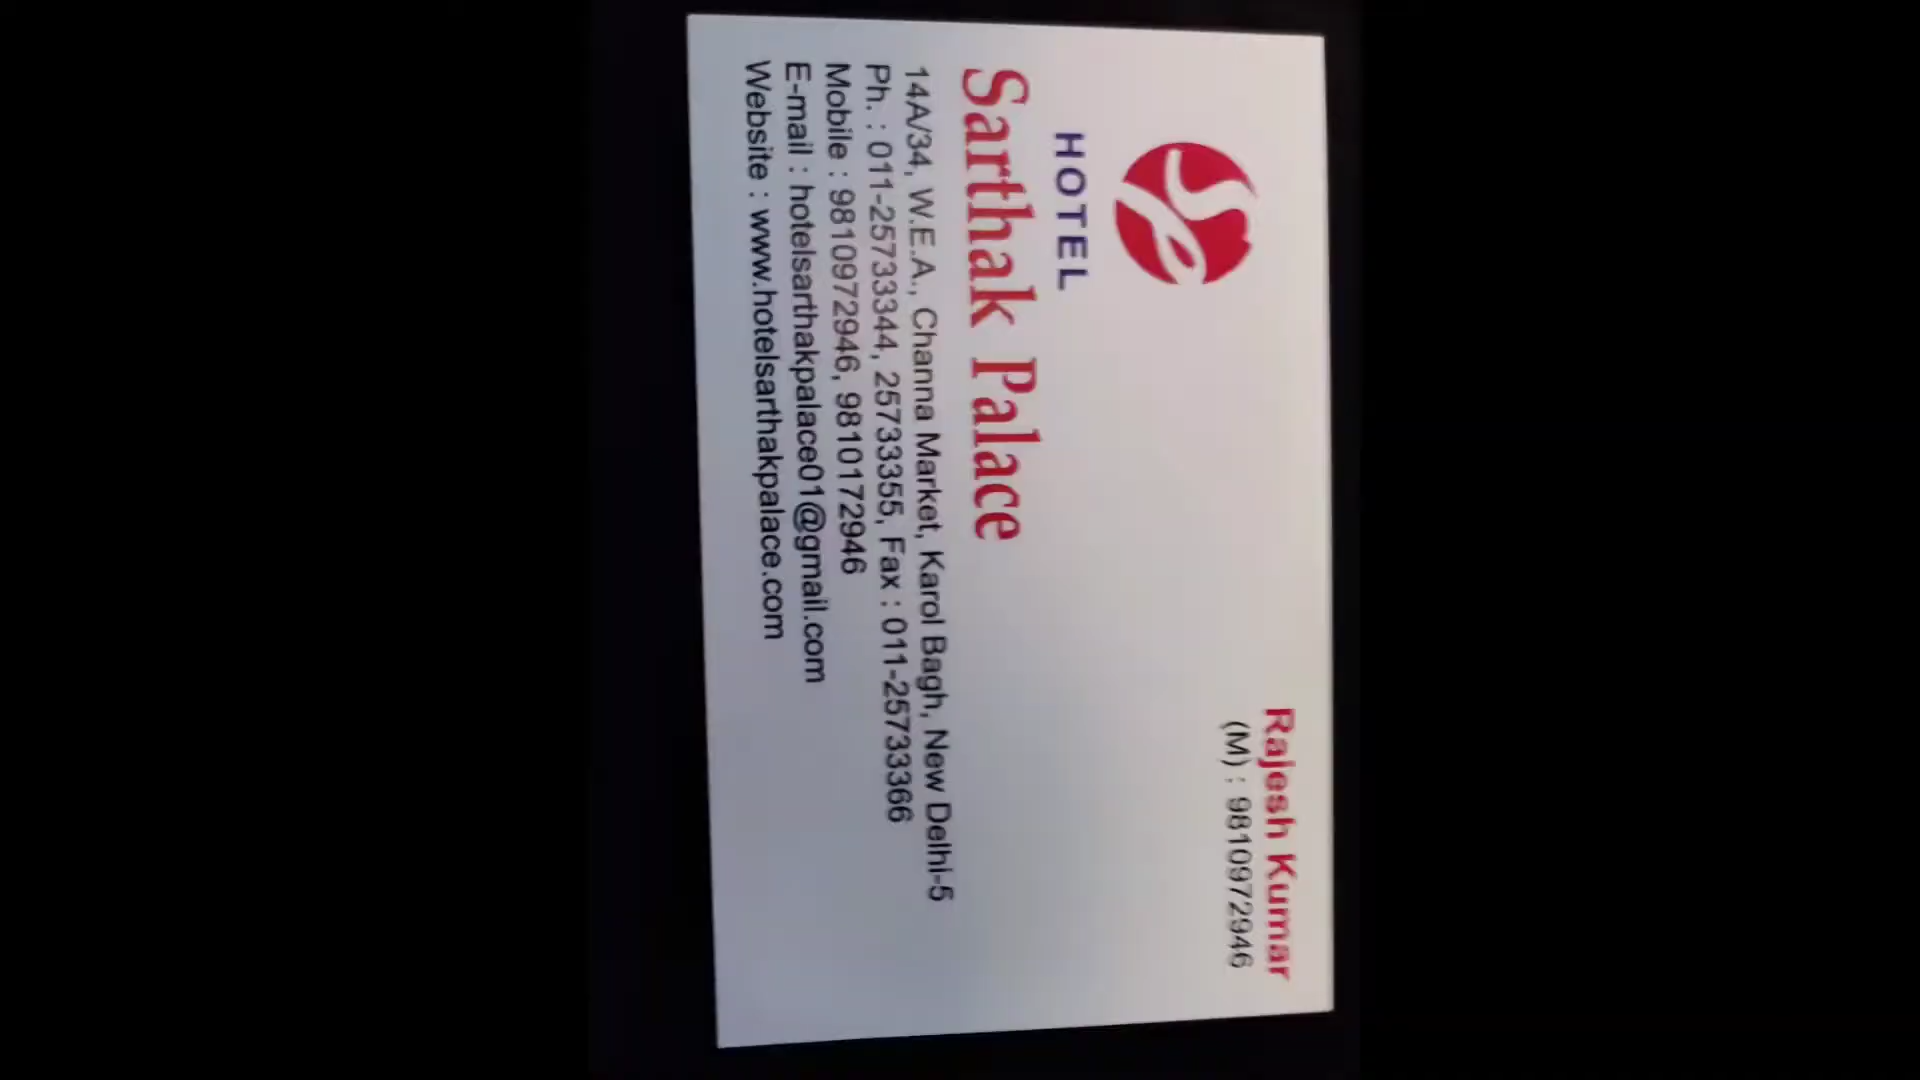 Rajesh Kumar
(M) : 9810972946
HOTEL
Sarthak Palace
14A/34, W.E.A., Channa Market, Karol Bagh, New Delhi-5
Ph. : 011-25733344, 25733355, Fax : 011-25733366
Mobile : 9810972946, 9810172946
E-mail : hotelsarthakpalace01@gmail.com
Website : www.hotelsarthakpalace.com